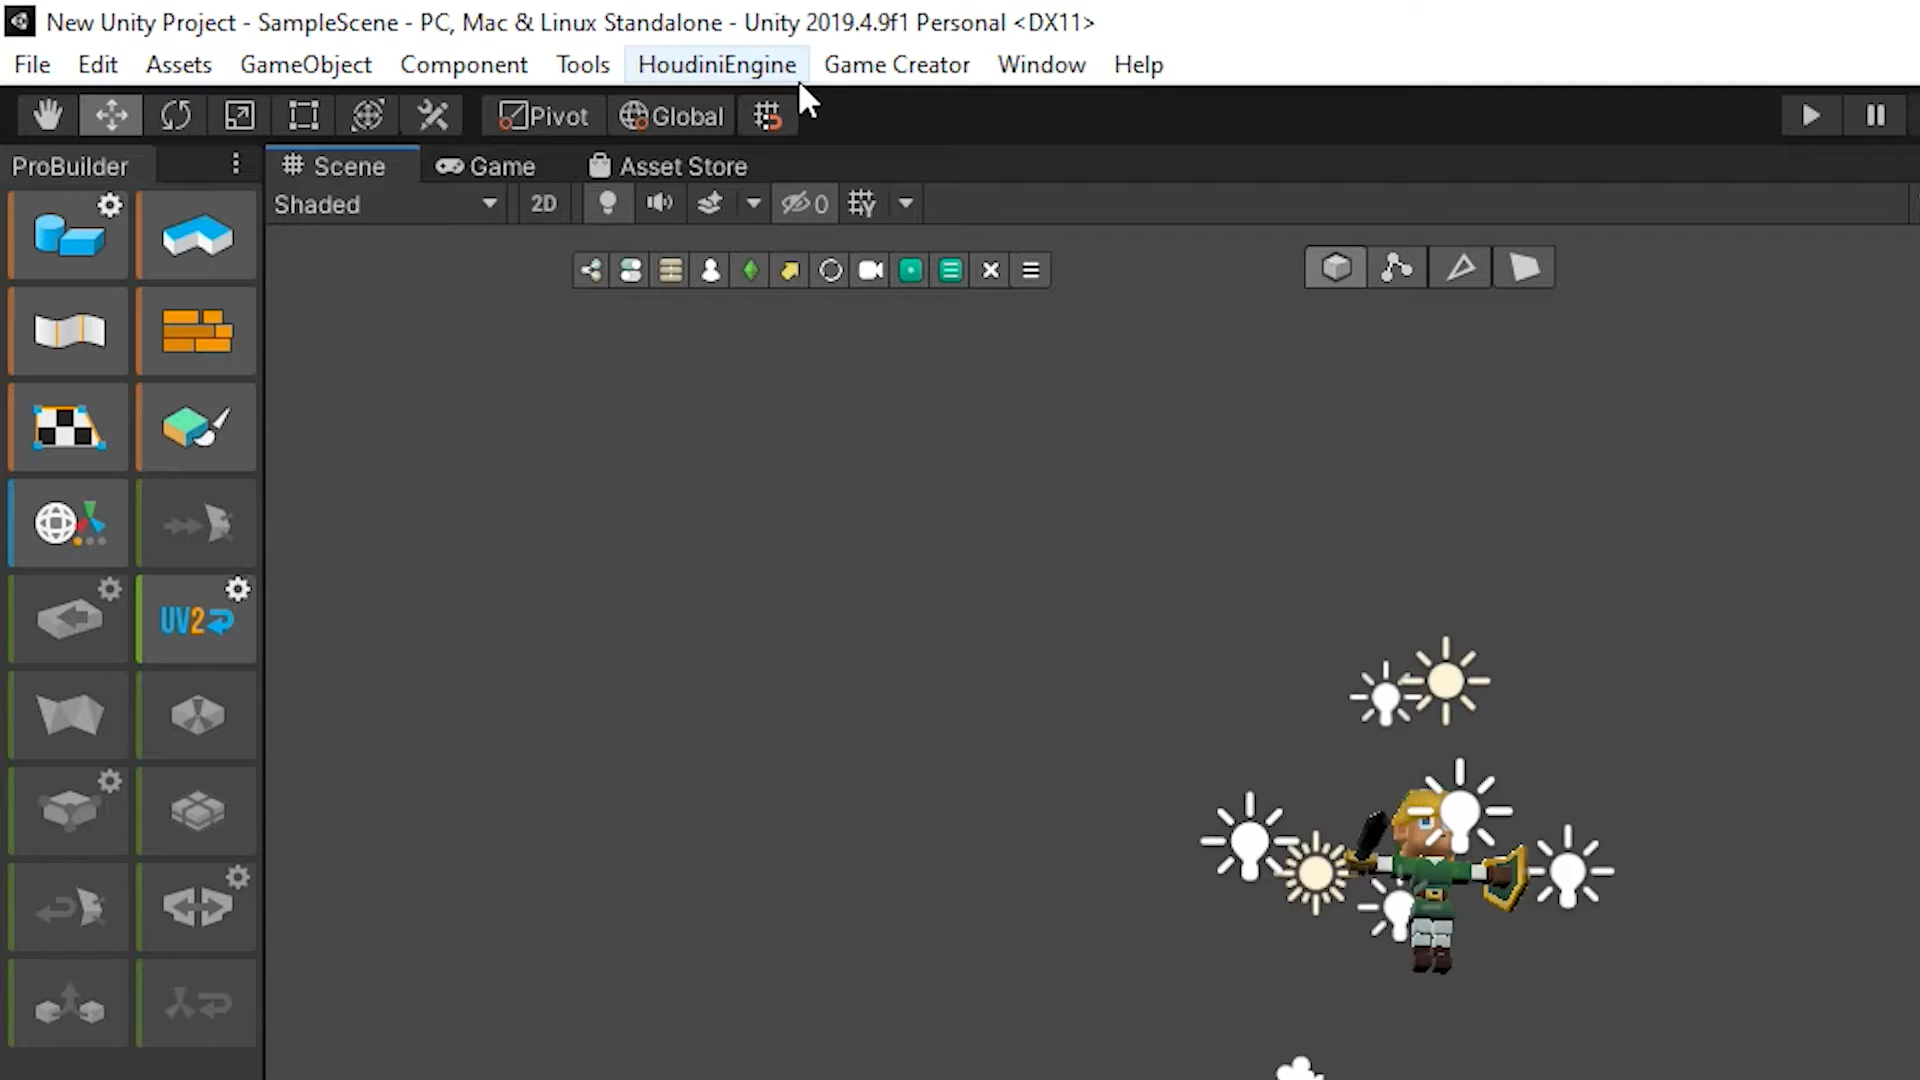 New Unity Project - SampleScene - PC, Mac & Linux Standalone - Unity 2019.4.9f1 Personal <DX11>
File Edit Assets GameObject Component Tools HoudiniEngine Game Creator Window Help
Pivot Global
ProBuilder Scene Game Asset Store
Shaded 2D 0
UV2